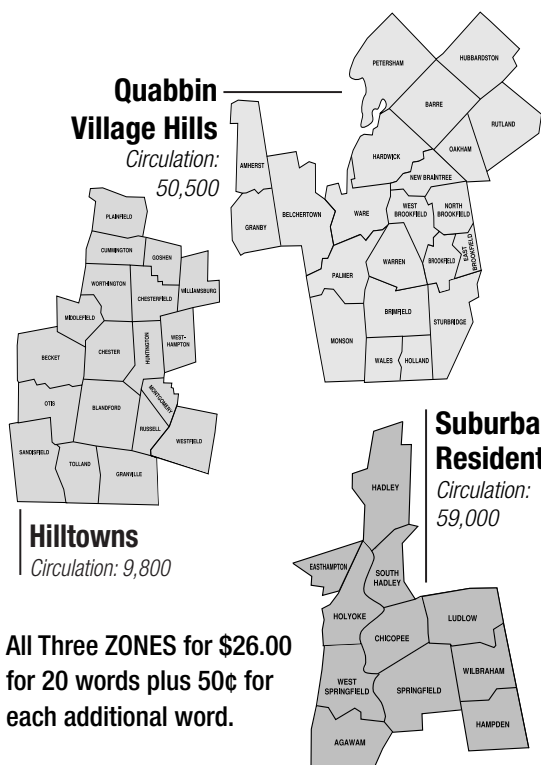 Quabbin
Village Hills
Circulation:
50,500
PETERSHAM
HUBBARDSTON
BARRE
RUTLAND
HARDWICK
OAKHAM
NEW BRAINTREE
AMHERST
GRANBY
BELCHERTOWN
WARE
WEST
BROOKFIELD
NORTH
BROOKFIELD
EAST
BROOKFIELD
BROOKFIELD
WARREN
PALMER
BRIMFIELD
STURBRIDGE
MONSON
WALES
HOLLAND
PLAINFIELD
CUMMINGTON
GOSHEN
WORTHINGTON
CHESTERFIELD
WILLIAMSBURG
MIDDLEFIELD
HUNTINGTON
WEST-
HAMPTON
BECKET
CHESTER
MONTGOMERY
OTIS
BLANDFORD
RUSSELL
WESTFIELD
SANDISFIELD
TOLLAND
GRANVILLE
Hilltowns
Circulation: 9,800
Suburba
Resident
Circulation:
59,000
HADLEY
EASTHAMPTON
SOUTH
HADLEY
HOLYOKE
CHICOPEE
LUDLOW
WEST
SPRINGFIELD
SPRINGFIELD
WILBRAHAM
HAMPDEN
AGAWAM
All Three ZONES for $26.00
for 20 words plus 50¢ for
each additional word.